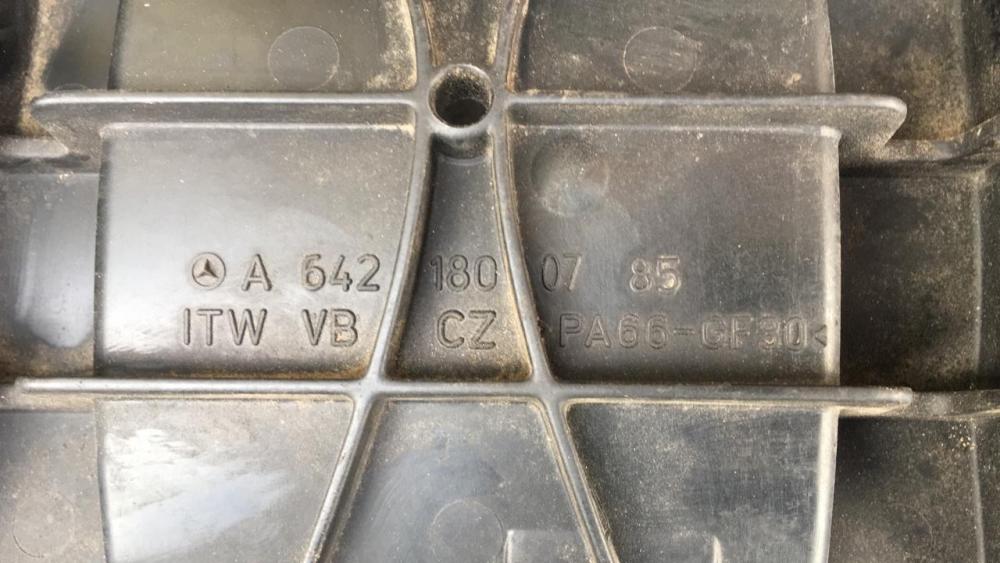 A 642 180 07 85
ITW VB CZ >PA66-GF30<